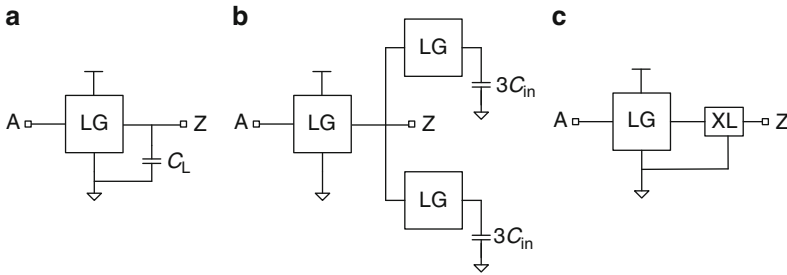 a
A LG Z
C_L
b
LG
3C_in
A LG Z
LG
3C_in
c
A LG XL Z